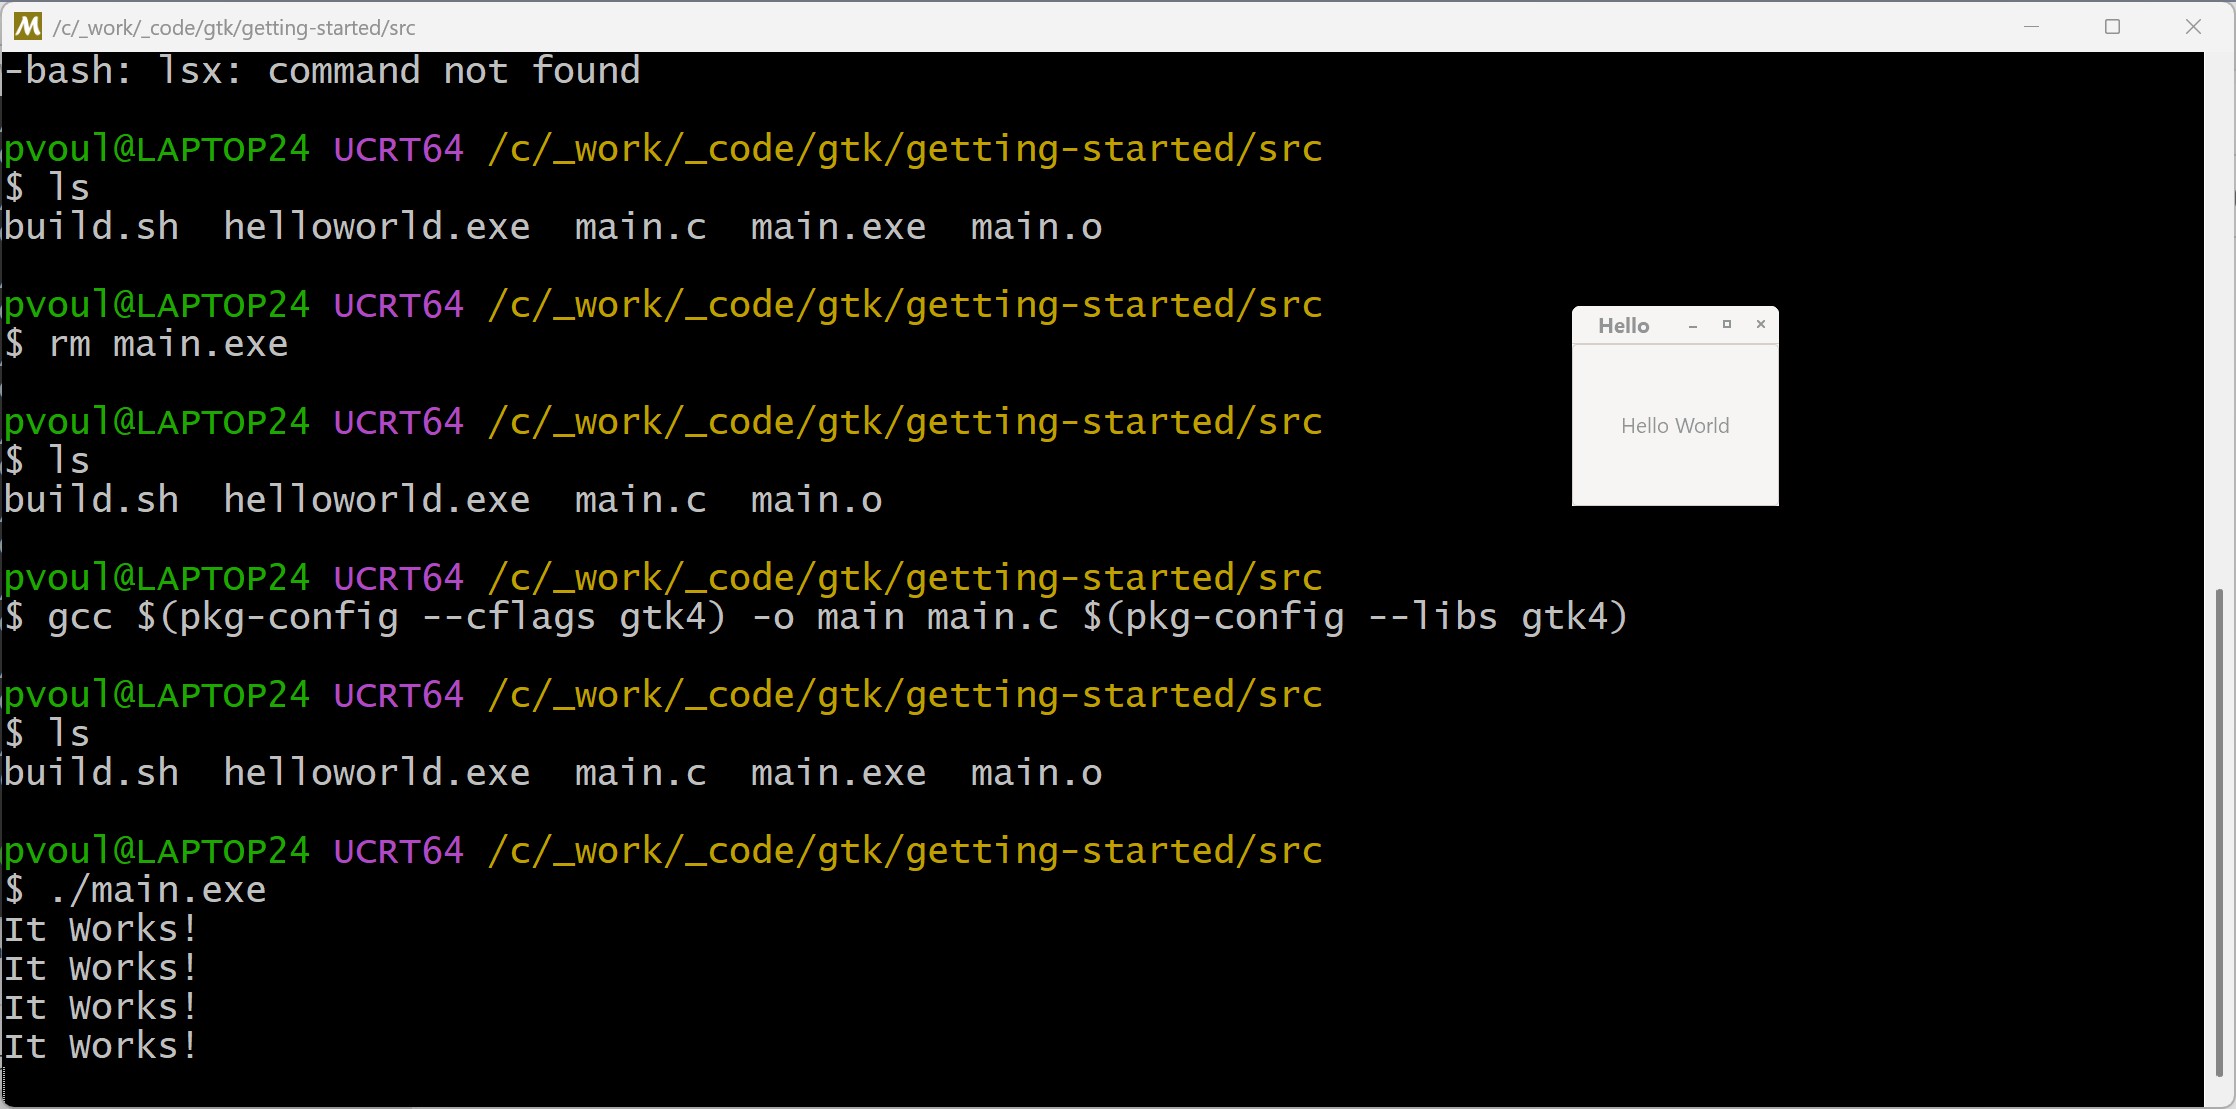 /c/_work/_code/gtk/getting-started/src
-bash: lsx: command not found
pvoul@LAPTOP24 UCRT64 /c/_work/_code/gtk/getting-started/src
$ ls
build.sh  helloworld.exe  main.c  main.exe  main.o
pvoul@LAPTOP24 UCRT64 /c/_work/_code/gtk/getting-started/src
$ rm main.exe
pvoul@LAPTOP24 UCRT64 /c/_work/_code/gtk/getting-started/src
$ ls
build.sh  helloworld.exe  main.c  main.o
pvoul@LAPTOP24 UCRT64 /c/_work/_code/gtk/getting-started/src
$ gcc $(pkg-config --cflags gtk4) -o main main.c $(pkg-config --libs gtk4)
pvoul@LAPTOP24 UCRT64 /c/_work/_code/gtk/getting-started/src
$ ls
build.sh  helloworld.exe  main.c  main.exe  main.o
pvoul@LAPTOP24 UCRT64 /c/_work/_code/gtk/getting-started/src
$ ./main.exe
It Works!
It Works!
It Works!
It Works!
Hello
Hello World